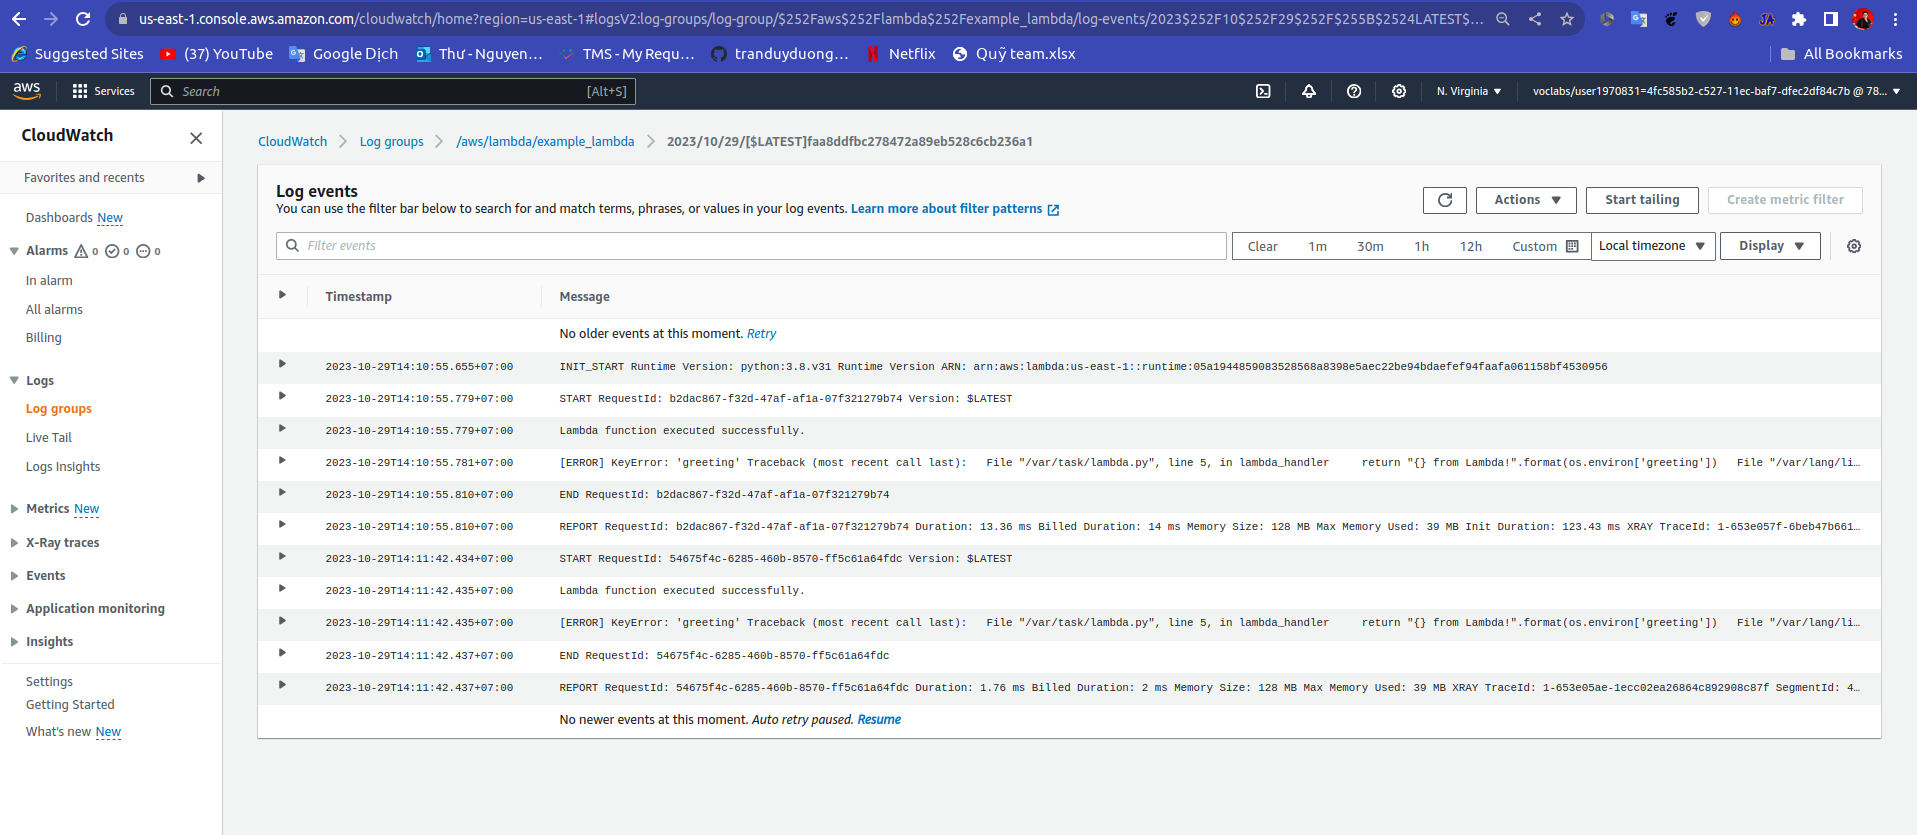 us-east-1.console.aws.amazon.com/cloudwatch/home?region=us-east-1#logsV2:log-groups/log-group/$252Faws$252Flambda$252Fexample_lambda/log-events/2023$252F10$252F29$252F$255B$2524LATEST$...
Suggested Sites (37) YouTube Google Dịch Thư - Nguyen... TMS - My Requ... tranduyduong... Netflix Quỹ team.xlsx All Bookmarks
aws Services Search [Alt+S] N. Virginia voclabs/user1970831=4fc585b2-c527-11ec-baf7-dfec2df84c7b @ 78...
CloudWatch
Favorites and recents
Dashboards New
Alarms 0 0 0
In alarm
All alarms
Billing
Logs
Log groups
Live Tail
Logs Insights
Metrics New
X-Ray traces
Events
Application monitoring
Insights
Settings
Getting Started
What's new New
CloudWatch Log groups /aws/lambda/example_lambda 2023/10/29/[$LATEST]faa8ddfbc278472a89eb528c6cb236a1
Log events
You can use the filter bar below to search for and match terms, phrases, or values in your log events. Learn more about filter patterns
Actions Start tailing Create metric filter
Filter events Clear 1m 30m 1h 12h Custom Local timezone Display
Timestamp Message
No older events at this moment. Retry
2023-10-29T14:10:55.655+07:00 INIT_START Runtime Version: python:3.8.v31 Runtime Version ARN: arn:aws:lambda:us-east-1::runtime:05a1944859083528568a8398e5aec22be94bdaefef94faafa061158bf4530956
2023-10-29T14:10:55.779+07:00 START RequestId: b2dac867-f32d-47af-af1a-07f321279b74 Version: $LATEST
2023-10-29T14:10:55.779+07:00 Lambda function executed successfully.
2023-10-29T14:10:55.781+07:00 [ERROR] KeyError: 'greeting' Traceback (most recent call last): File "/var/task/lambda.py", line 5, in lambda_handler return "{} from Lambda!".format(os.environ['greeting']) File "/var/lang/li...
2023-10-29T14:10:55.810+07:00 END RequestId: b2dac867-f32d-47af-af1a-07f321279b74
2023-10-29T14:10:55.810+07:00 REPORT RequestId: b2dac867-f32d-47af-af1a-07f321279b74 Duration: 13.36 ms Billed Duration: 14 ms Memory Size: 128 MB Max Memory Used: 39 MB Init Duration: 123.43 ms XRAY TraceId: 1-653e057f-6beb47b661...
2023-10-29T14:11:42.434+07:00 START RequestId: 54675f4c-6285-460b-8570-ff5c61a64fdc Version: $LATEST
2023-10-29T14:11:42.435+07:00 Lambda function executed successfully.
2023-10-29T14:11:42.435+07:00 [ERROR] KeyError: 'greeting' Traceback (most recent call last): File "/var/task/lambda.py", line 5, in lambda_handler return "{} from Lambda!".format(os.environ['greeting']) File "/var/lang/li...
2023-10-29T14:11:42.437+07:00 END RequestId: 54675f4c-6285-460b-8570-ff5c61a64fdc
2023-10-29T14:11:42.437+07:00 REPORT RequestId: 54675f4c-6285-460b-8570-ff5c61a64fdc Duration: 1.76 ms Billed Duration: 2 ms Memory Size: 128 MB Max Memory Used: 39 MB XRAY TraceId: 1-653e05ae-1ecc02ea26864c892908c87f SegmentId: 4...
No newer events at this moment. Auto retry paused. Resume